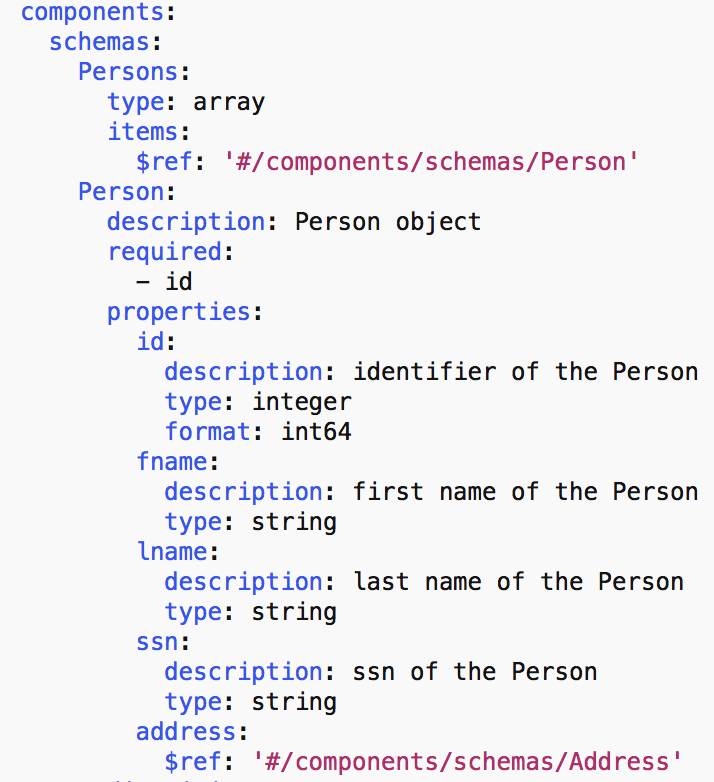 components:
  schemas:
    Persons:
      type: array
      items:
        $ref: '#/components/schemas/Person'
    Person:
      description: Person object
      required:
        - id
      properties:
        id:
          description: identifier of the Person
          type: integer
          format: int64
        fname:
          description: first name of the Person
          type: string
        lname:
          description: last name of the Person
          type: string
        ssn:
          description: ssn of the Person
          type: string
        address:
          $ref: '#/components/schemas/Address'